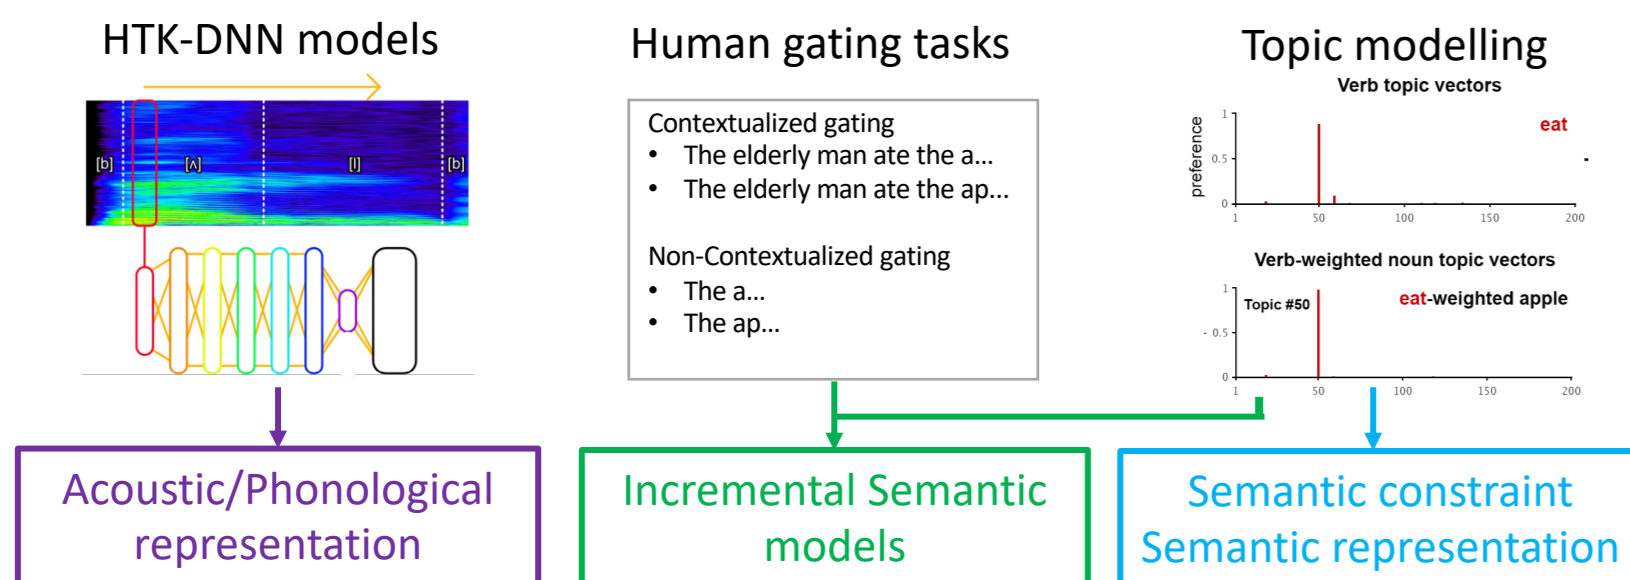 HTK-DNN models
[b]
[ʌ]
[l]
[b]
Human gating tasks
Contextualized gating
• The elderly man ate the a...
• The elderly man ate the ap...
Non-Contextualized gating
• The a...
• The ap...
Topic modelling
Verb topic vectors
eat
preference
1
0.5
0
1 50 100 150 200
Verb-weighted noun topic vectors
Topic #50
eat-weighted apple
1
0.5
0
1 50 100 150 200
Acoustic/Phonological
representation
Incremental Semantic
models
Semantic constraint
Semantic representation